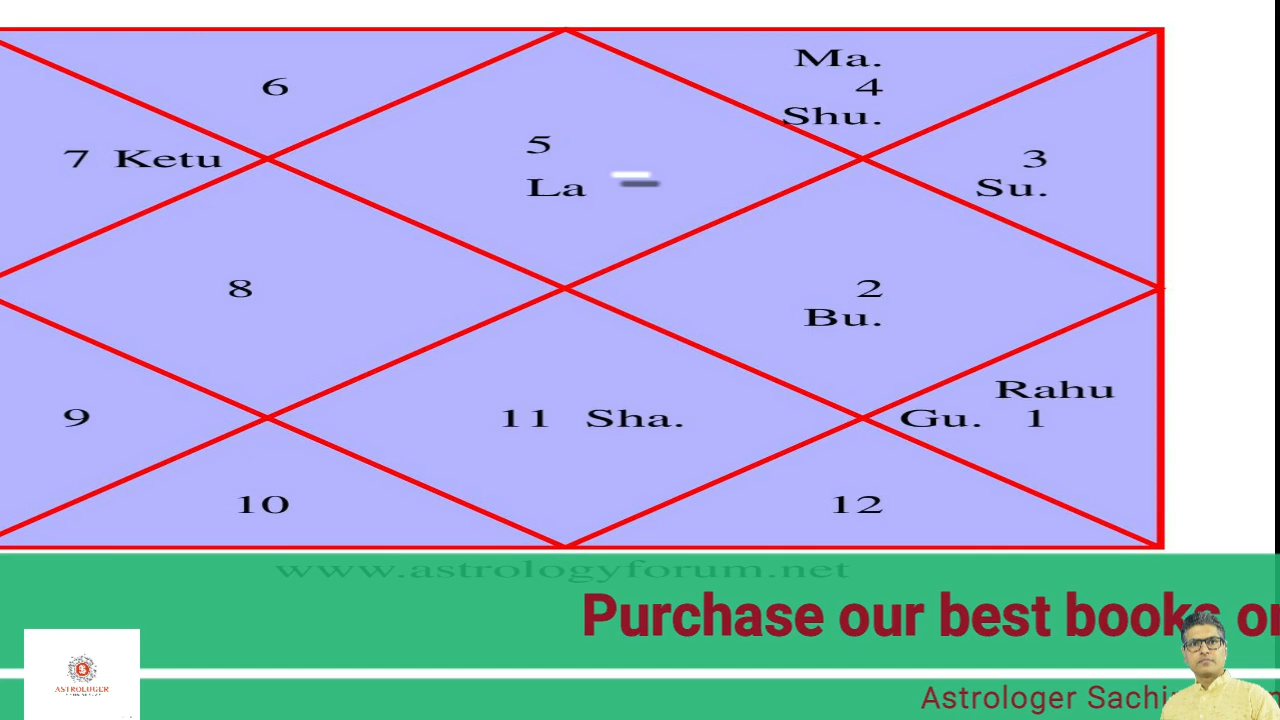 Ma.
6
4
Shu.
5
7 Ketu
3
La
Su.
8
2
Bu.
Rahu
9
11 Sha.
Gu. 1
10
12
www.astrologyforum.net
Purchase our best books
ASTROLOGER
Astrologer